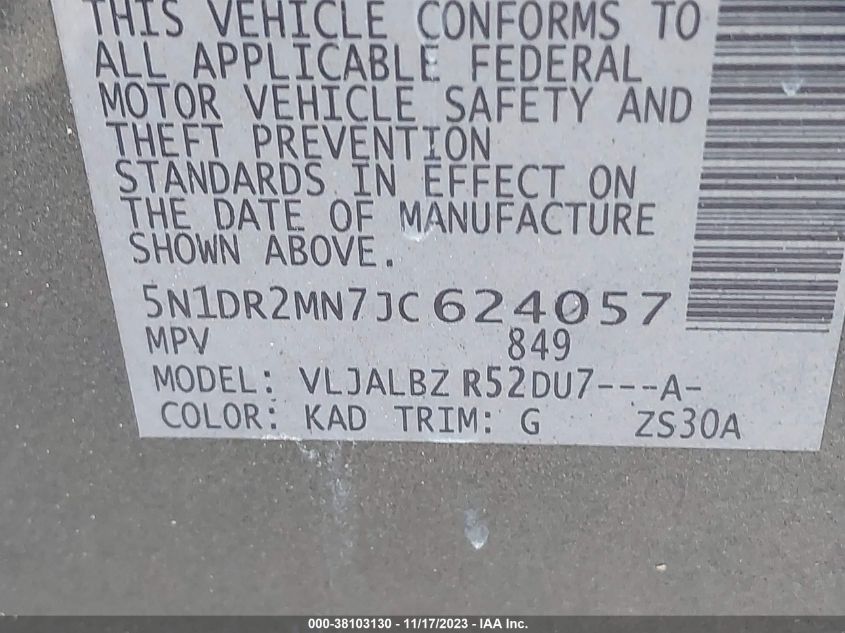 THIS VEHICLE CONFORMS TO
ALL APPLICABLE FEDERAL
MOTOR VEHICLE SAFETY AND
THEFT PREVENTION
STANDARDS IN EFFECT ON
THE DATE OF MANUFACTURE
SHOWN ABOVE.
5N1DR2MN7JC624057
MPV 849
MODEL: VLJALBZ R52DU7---A-
COLOR: KAD TRIM: G ZS30A
000-38103130 - 11/17/2023 - IAA Inc.